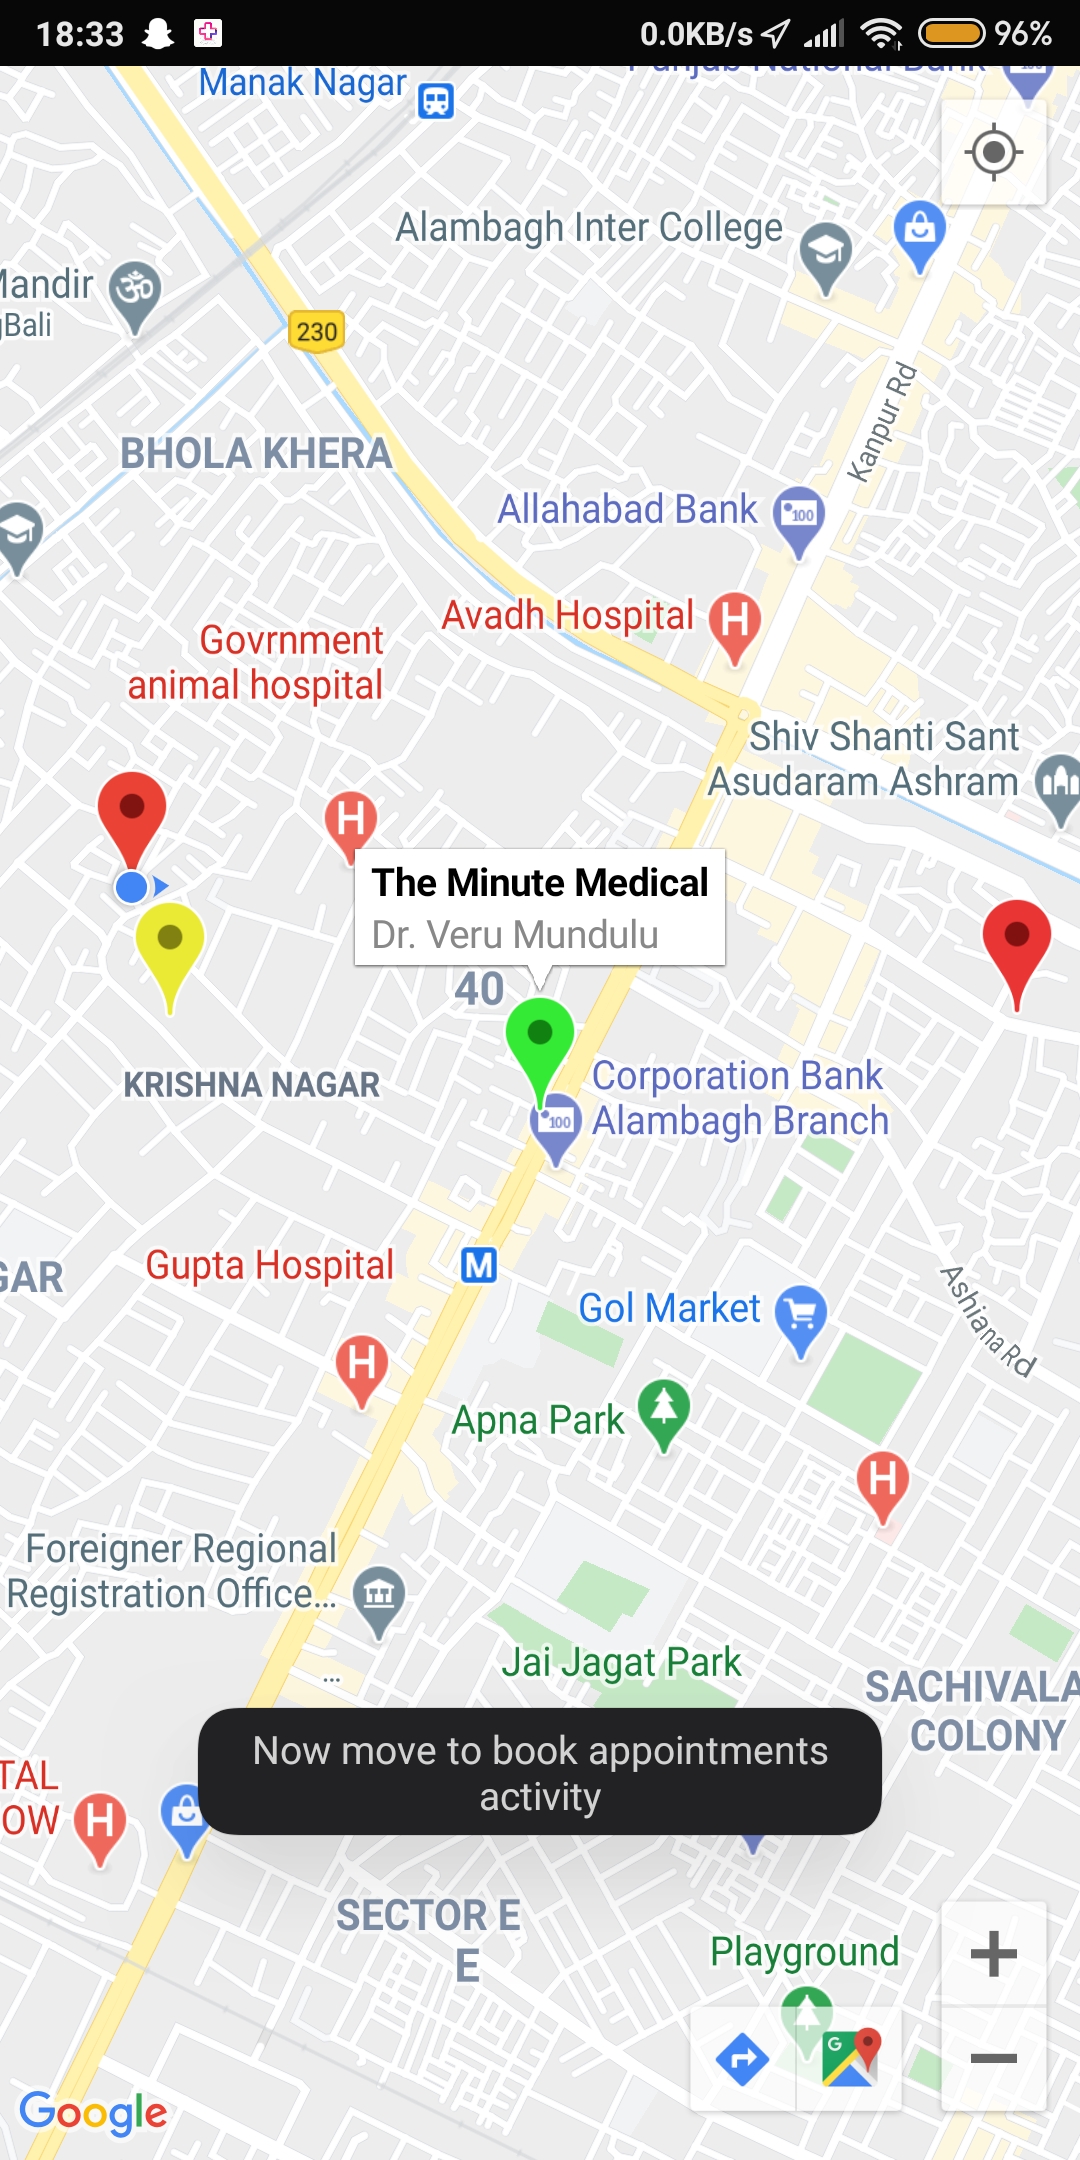 18:33 0.0KB/s 96%
Manak Nagar
Punjab National Bank
Alambagh Inter College
Mandir
gBali
230
Kanpur Rd
BHOLA KHERA
Allahabad Bank
100
Avadh Hospital
H
Govrnment
animal hospital
Shiv Shanti Sant
Asudaram Ashram
H
The Minute Medical
Dr. Veru Mundulu
40
KRISHNA NAGAR
Corporation Bank
Alambagh Branch
100
GAR
Gupta Hospital
M
H
Gol Market
Ashiana Rd
Apna Park
H
Foreigner Regional
Registration Office...
...
Jai Jagat Park
SACHIVALA
COLONY
Now move to book appointments
activity
TAL
OW
H
SECTOR E
E
Playground
G
Google